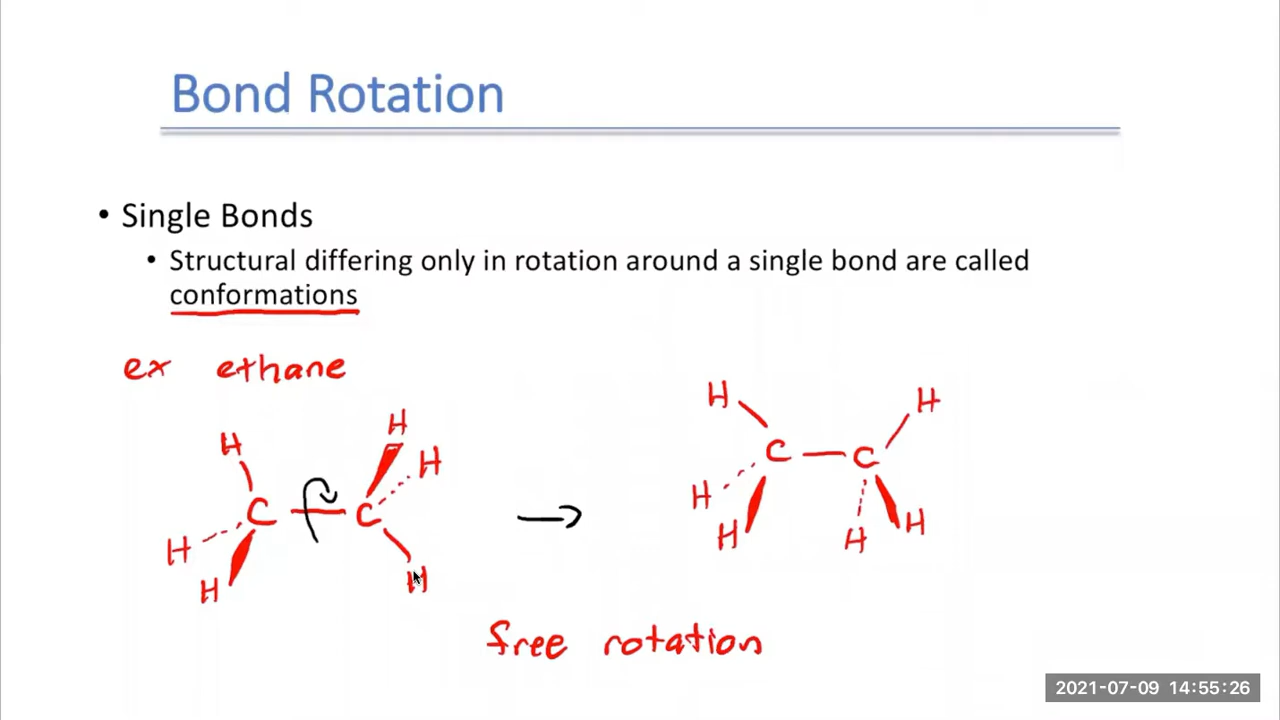 Bond Rotation
• Single Bonds
• Structural differing only in rotation around a single bond are called
conformations
ex ethane
H H H
H C C H
H H
→
H H
C C
H H H H
free rotation
2021-07-09 14:55:26